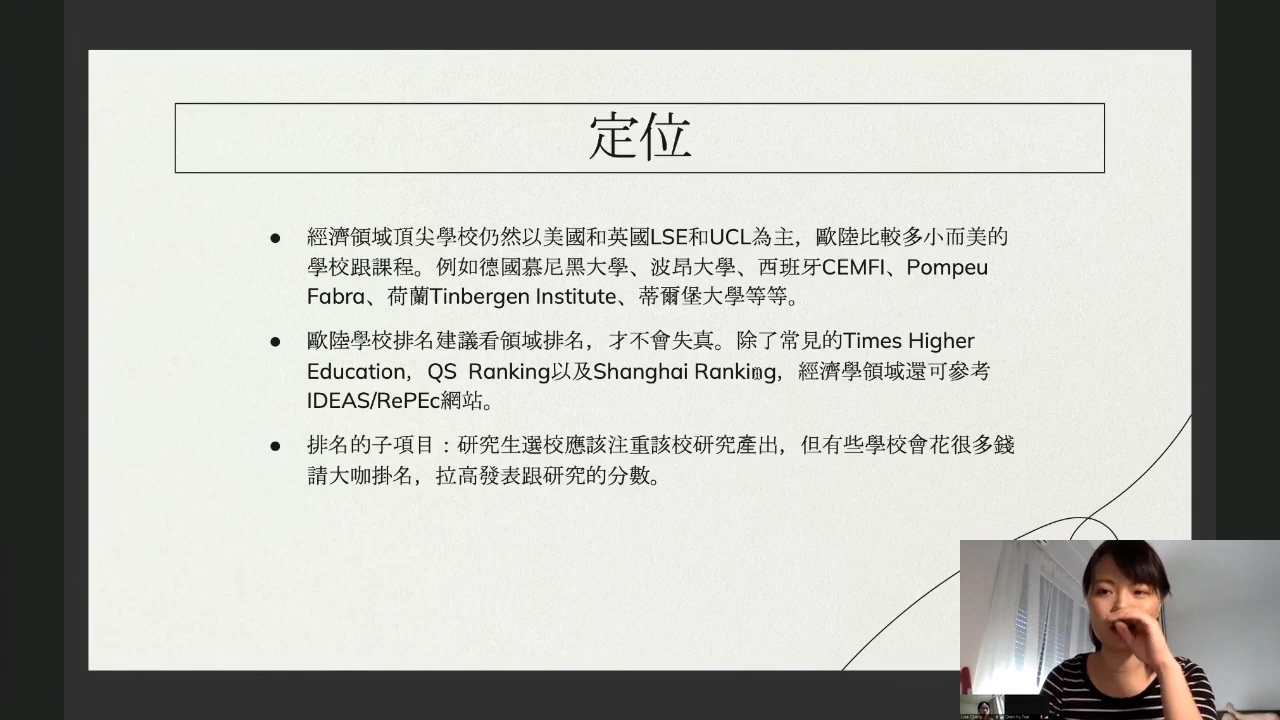 定位
● 經濟領域頂尖學校仍然以美國和英國LSE和UCL為主，歐陸比較多小而美的
學校跟課程。例如德國慕尼黑大學、波昂大學、西班牙CEMFI、Pompeu
Fabra、荷蘭Tinbergen Institute、蒂爾堡大學等等。
● 歐陸學校排名建議看領域排名，才不會失真。除了常見的Times Higher
Education，QS Ranking以及Shanghai Ranking，經濟學領域還可參考
IDEAS/RePEc網站。
● 排名的子項目：研究生選校應該注重該校研究產出，但有些學校會花很多錢
請大咖掛名，拉高發表跟研究的分數。